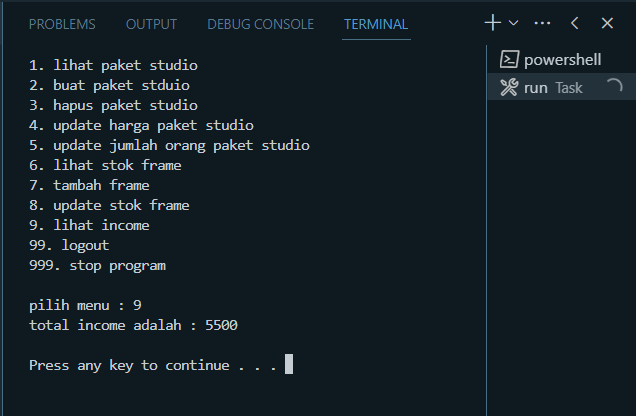 PROBLEMS OUTPUT DEBUG CONSOLE TERMINAL
powershell
run Task
1. lihat paket studio
2. buat paket stduio
3. hapus paket studio
4. update harga paket studio
5. update jumlah orang paket studio
6. lihat stok frame
7. tambah frame
8. update stok frame
9. lihat income
99. logout
999. stop program
pilih menu : 9
total income adalah : 5500
Press any key to continue . . .